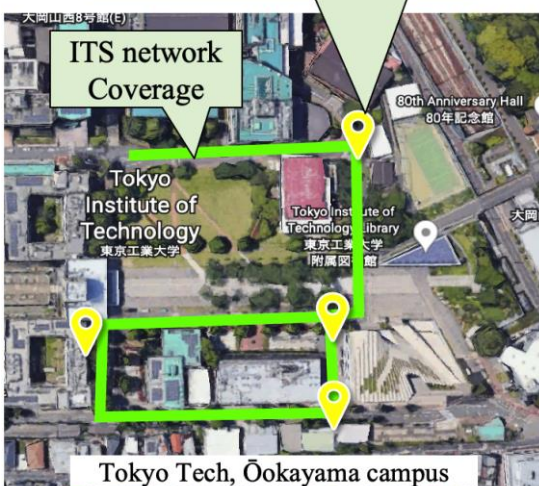 大岡山西8号館(E)
ITS network
Coverage
80th Anniversary Hall
80年記念館
Tokyo
Institute of
Technology
東京工業大学
Tokyo Institute of
Technology Library
東京工業大学
附属図書館
大岡
Tokyo Tech, Ōokayama campus